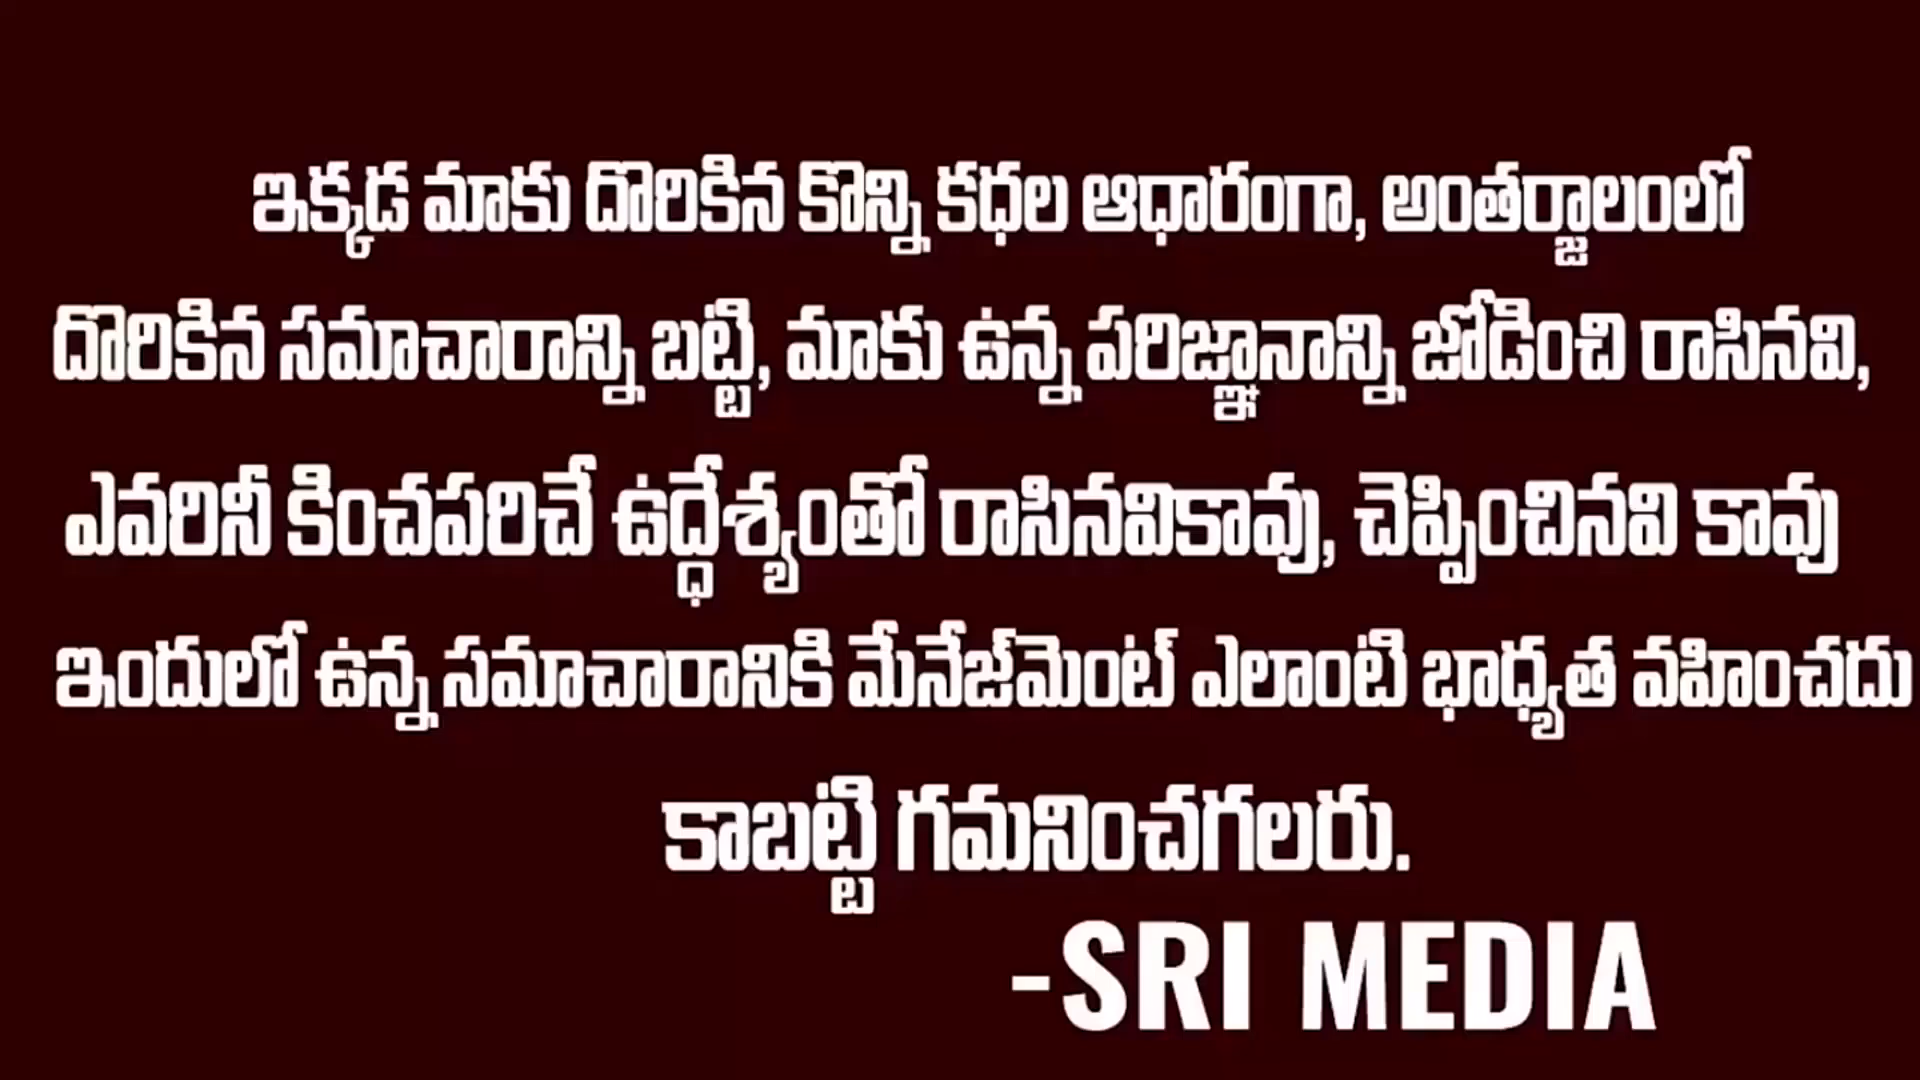 ఇక్కడ మాకు దొరికిన కొన్ని కధల ఆధారంగా, అంతర్జాలంలో
దొరికిన సమాచారాన్ని బట్టి, మాకు ఉన్న పరిజ్ఞానాన్ని జోడించి రాసినవి,
ఎవరినీ కించపరిచే ఉద్ధేశ్యంతో రాసినవికావు, చెప్పించినవి కావు
ఇందులో ఉన్న సమాచారానికి మేనేజ్‌మెంట్ ఎలాంటి భాధ్యత వహించదు
కాబట్టి గమనించగలరు.
-SRI MEDIA